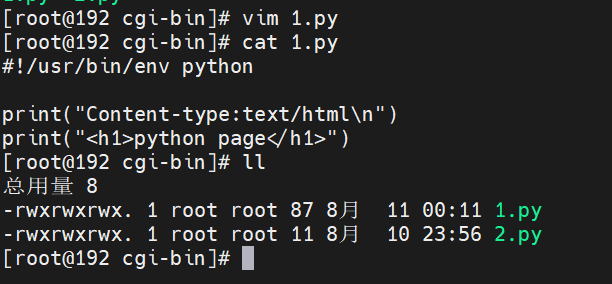 [root@192 cgi-bin]# vim 1.py
[root@192 cgi-bin]# cat 1.py
#!/usr/bin/env python

print("Content-type:text/html\n")
print("<h1>python page</h1>")
[root@192 cgi-bin]# ll
总用量 8
-rwxrwxrwx. 1 root root 87 8月  11 00:11 1.py
-rwxrwxrwx. 1 root root 11 8月  10 23:56 2.py
[root@192 cgi-bin]#